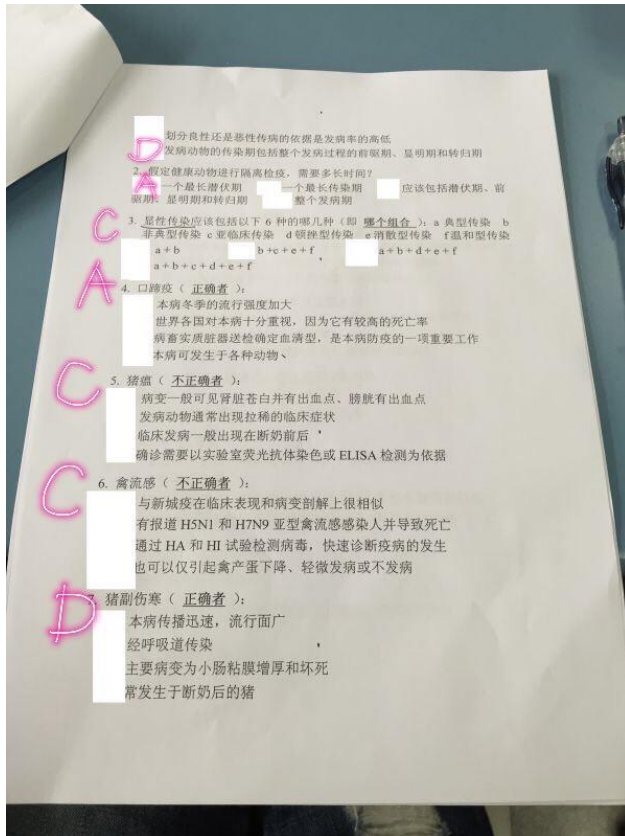 划分良性还是恶性传病的依据是发病率的高低
D 发病动物的传染期包括整个发病过程的前驱期、显明期和转归期
2. 假定健康动物进行隔离检疫，需要多长时间？
A 一个最长潜伏期 一个最长传染期 应该包括潜伏期、前
驱期、显明期和转归期 整个发病期
C 3. 显性传染应该包括以下 6 种的哪几种（即 哪个组合 ）：a 典型传染 b
非典型传染 c 亚临床传染 d 顿挫型传染 e 消散型传染 f 温和型传染
a+b b+c+e+f a+b+d+e+f
a+b+c+d+e+f
A 4. 口蹄疫（ 正确者 ）：
本病冬季的流行强度加大
世界各国对本病十分重视，因为它有较高的死亡率
病畜实质脏器送检确定血清型，是本病防疫的一项重要工作
本病可发生于各种动物、
C 5. 猪瘟（ 不正确者 ）：
病变一般可见肾脏苍白并有出血点、膀胱有出血点
发病动物通常出现拉稀的临床症状
临床发病一般出现在断奶前后
确诊需要以实验室荧光抗体染色或 ELISA 检测为依据
C 6. 禽流感（ 不正确者 ）：
与新城疫在临床表现和病变剖解上很相似
有报道 H5N1 和 H7N9 亚型禽流感感染人并导致死亡
通过 HA 和 HI 试验检测病毒，快速诊断疫病的发生
也可以仅引起禽产蛋下降、轻微发病或不发病
D 7. 猪副伤寒（ 正确者 ）：
本病传播迅速，流行面广
经呼吸道传染
主要病变为小肠粘膜增厚和坏死
常发生于断奶后的猪